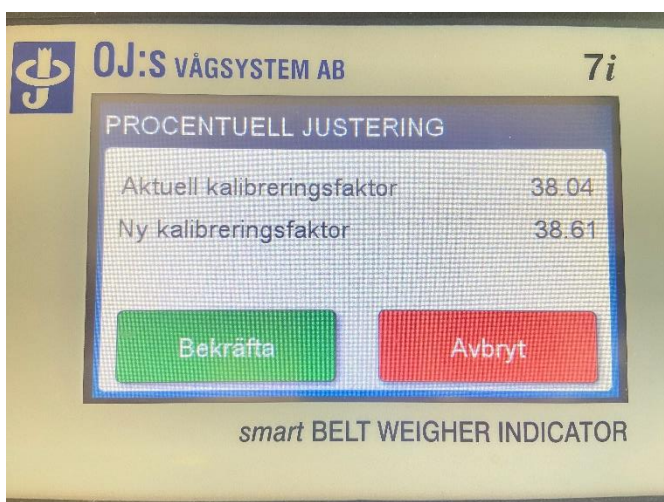 OJ:S VÅGSYSTEM AB 7i
PROCENTUELL JUSTERING
Aktuell kalibreringsfaktor 38.04
Ny kalibreringsfaktor 38.61
Bekräfta Avbryt
smart BELT WEIGHER INDICATOR